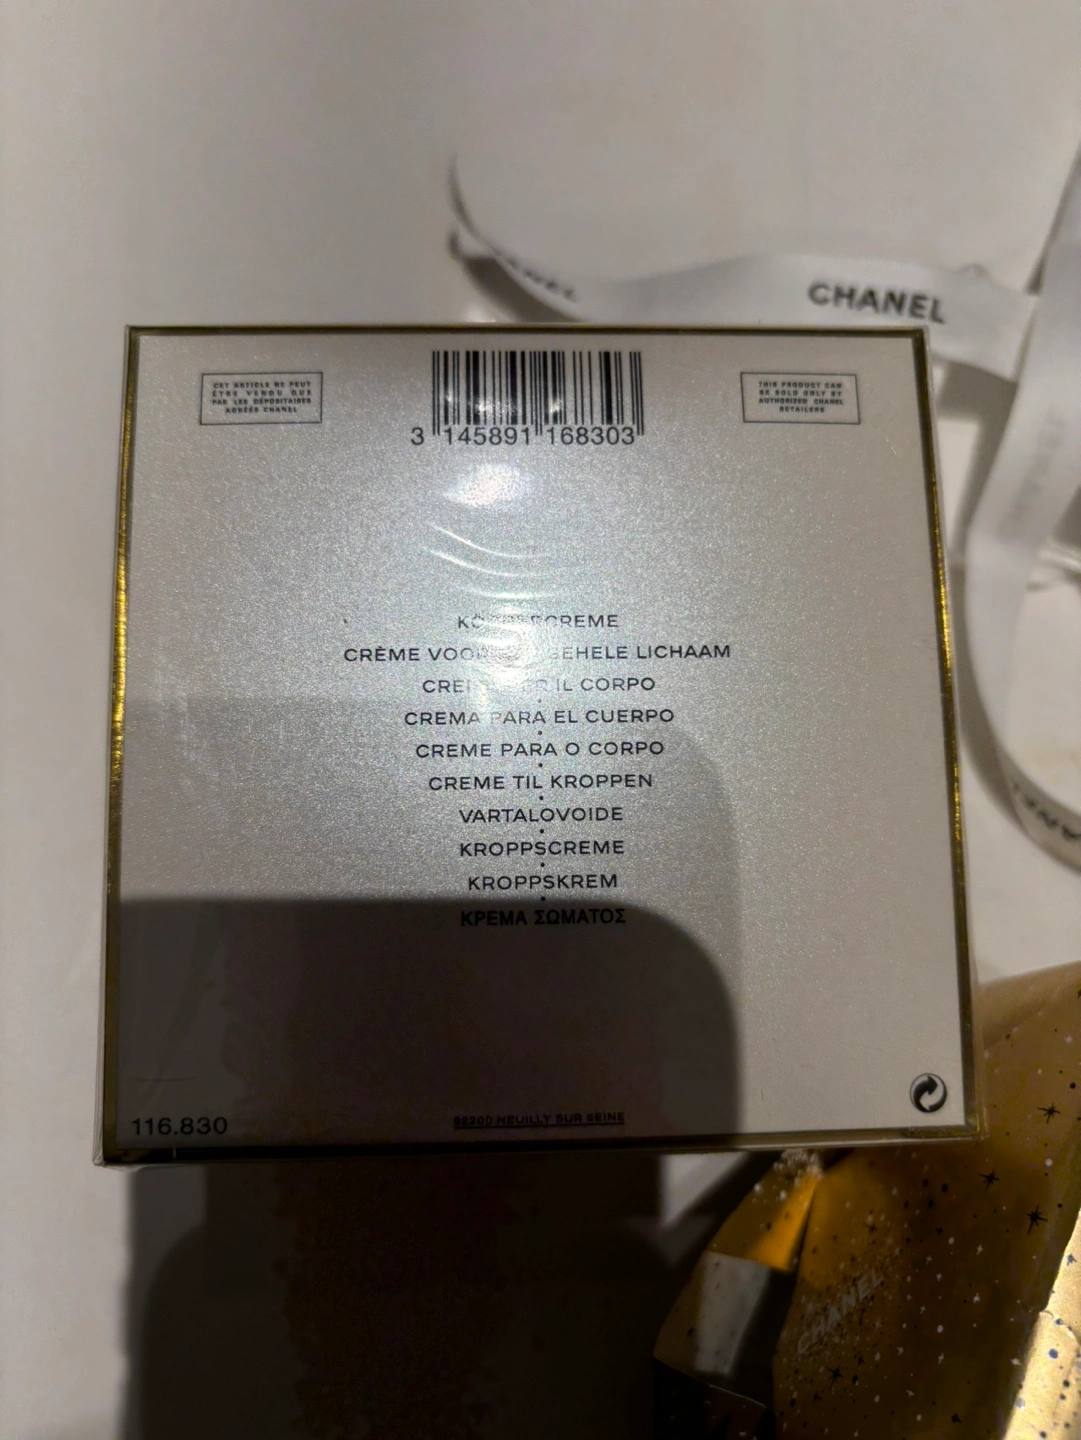 CHANEL
CET ARTICLE NE PEUT
ÊTRE VENDU QUE
PAR LES DÉPOSITAIRES
AGRÉÉS CHANEL
THIS PRODUCT CAN
BE SOLD ONLY BY
AUTHORIZED CHANEL
RETAILERS
3 145891 168303
CRÈME LICHAAM
IL CORPO
CREMA PARA EL CUERPO
CREME PARA O CORPO
CREME TIL KROPPEN
VARTALOVOIDE
KROPPSCREME
KROPPSKREM
ΚΡΕΜΑ ΣΩΜΑΤΟΣ
116.830
92200 NEUILLY SUR SEINE
CHANEL